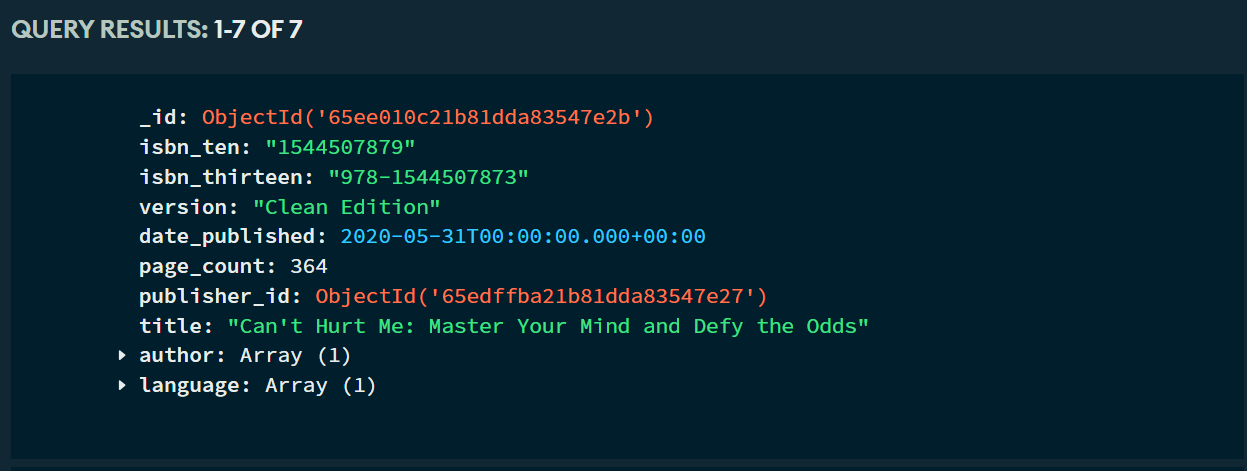 QUERY RESULTS: 1-7 OF 7
_id: ObjectId('65ee010c21b81dda83547e2b')
isbn_ten: "1544507879"
isbn_thirteen: "978-1544507873"
version: "Clean Edition"
date_published: 2020-05-31T00:00:00.000+00:00
page_count: 364
publisher_id: ObjectId('65edffba21b81dda83547e27')
title: "Can't Hurt Me: Master Your Mind and Defy the Odds"
author: Array (1)
language: Array (1)